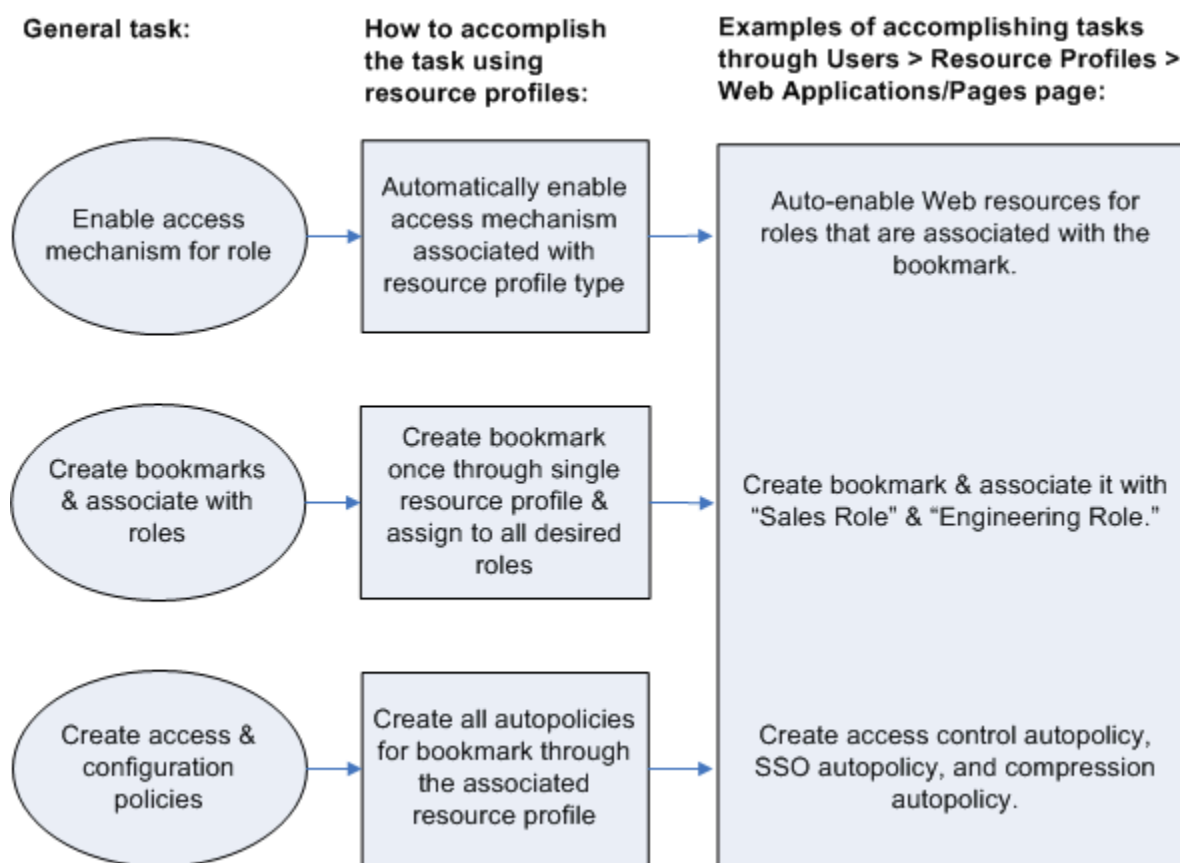 General task:
How to accomplish
the task using
resource profiles:
Examples of accomplishing tasks
through Users > Resource Profiles >
Web Applications/Pages page:
Enable access
mechanism for role
Automatically enable
access mechanism
associated with
resource profile type
Auto-enable Web resources for
roles that are associated with the
bookmark.
Create bookmarks
& associate with
roles
Create bookmark
once through single
resource profile &
assign to all desired
roles
Create bookmark & associate it with
“Sales Role” & “Engineering Role.”
Create access &
configuration
policies
Create all autopolicies
for bookmark through
the associated
resource profile
Create access control autopolicy,
SSO autopolicy, and compression
autopolicy.